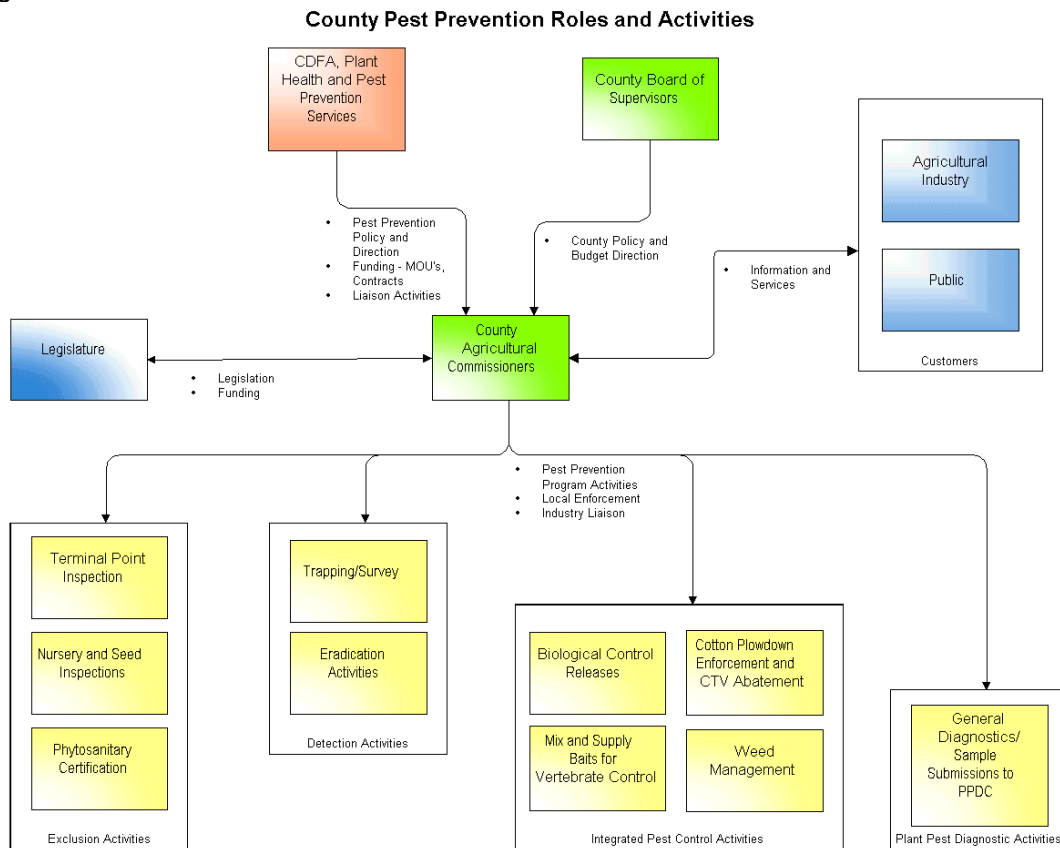 County Pest Prevention Roles and Activities
CDFA, Plant
Health and Pest
Prevention
Services
County Board of
Supervisors
Agricultural
Industry
Public
Customers
• Pest Prevention
Policy and
Direction
• Funding - MOU's,
Contracts
• Liaison Activities
• County Policy and
Budget Direction
• Information and
Services
Legislature
• Legislation
• Funding
County
Agricultural
Commissioners
• Pest Prevention
Program Activities
• Local Enforcement
• Industry Liaison
Terminal Point
Inspection
Nursery and Seed
Inspections
Phytosanitary
Certification
Exclusion Activities
Trapping/Survey
Eradication
Activities
Detection Activities
Biological Control
Releases
Cotton Plowdown
Enforcement and
CTV Abatement
Mix and Supply
Baits for
Vertebrate Control
Weed
Management
Integrated Pest Control Activities
General
Diagnostics/
Sample
Submissions to
PPDC
Plant Pest Diagnostic Activities